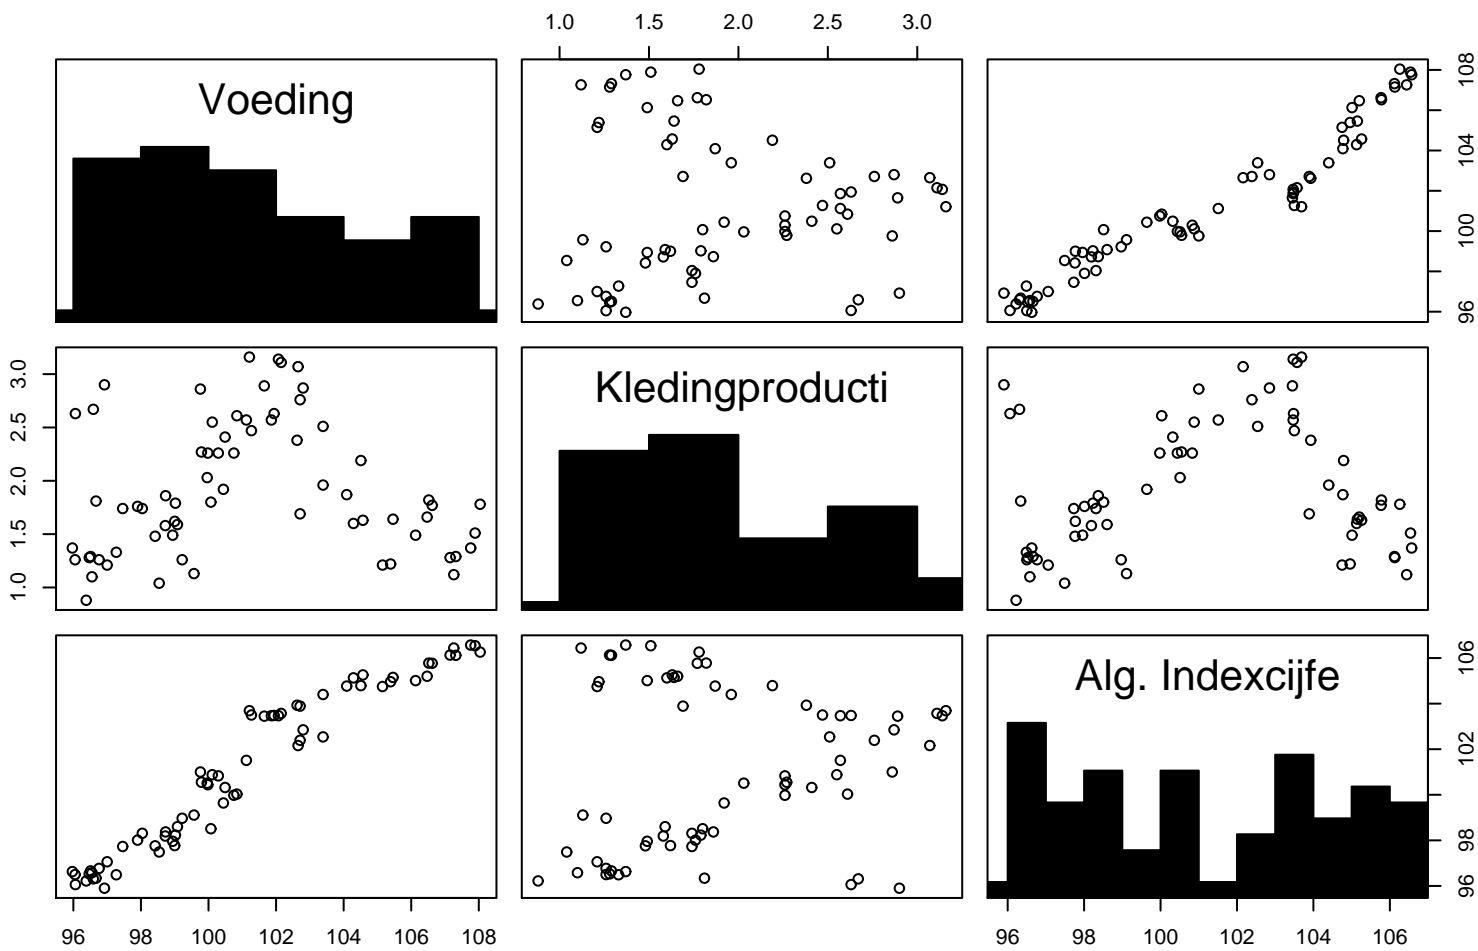 1.0 1.5 2.0 2.5 3.0
Voeding
96 100 104 108
1.0 1.5 2.0 2.5 3.0
Kledingproducti
Alg. Indexcijfe
96 98 102 106
96 98 100 102 104 106 108
96 98 100 102 104 106